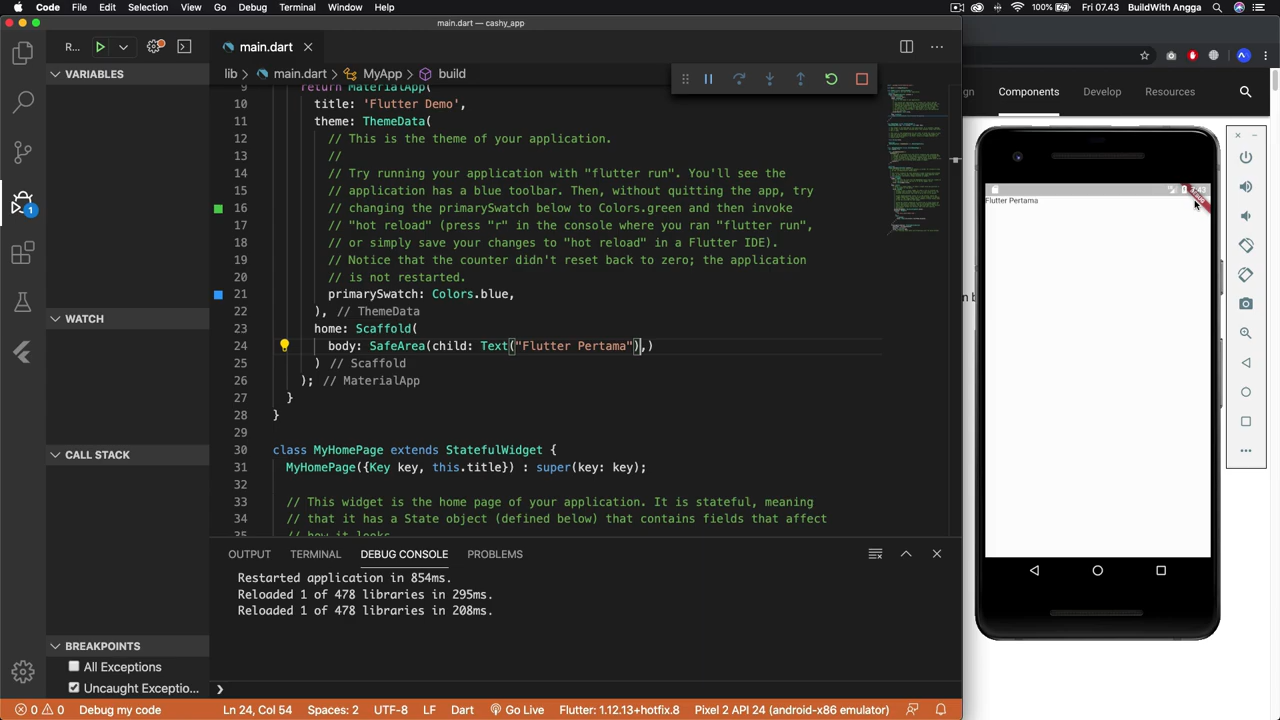 Code File Edit Selection View Go Debug Terminal Window Help
100% Fri 07.43 BuildWith Angga
main.dart — cashy_app
R...
main.dart
VARIABLES
WATCH
CALL STACK
BREAKPOINTS
All Exceptions
Uncaught Exceptio...
lib › main.dart › MyApp › build
9 return MaterialApp(
10 title: 'Flutter Demo',
11 theme: ThemeData(
12 // This is the theme of your application.
13 //
14 // Try running your application with "flutter run". You'll see the
15 // application has a blue toolbar. Then, without quitting the app, try
16 // changing the primarySwatch below to Colors.green and then invoke
17 // "hot reload" (press "r" in the console where you ran "flutter run",
18 // or simply save your changes to "hot reload" in a Flutter IDE).
19 // Notice that the counter didn't reset back to zero; the application
20 // is not restarted.
21 primarySwatch: Colors.blue,
22 ), // ThemeData
23 home: Scaffold(
24 body: SafeArea(child: Text("Flutter Pertama"),)
25 ) // Scaffold
26 ); // MaterialApp
27 }
28 }
29
30 class MyHomePage extends StatefulWidget {
31 MyHomePage({Key key, this.title}) : super(key: key);
32
33 // This widget is the home page of your application. It is stateful, meaning
34 // that it has a State object (defined below) that contains fields that affect
35 // how it looks.
OUTPUT TERMINAL DEBUG CONSOLE PROBLEMS
Restarted application in 854ms.
Reloaded 1 of 478 libraries in 295ms.
Reloaded 1 of 478 libraries in 208ms.
1
0 0 Debug my code Ln 24, Col 54 Spaces: 2 UTF-8 LF Dart Go Live Flutter: 1.12.13+hotfix.8 Pixel 2 API 24 (android-x86 emulator)
gn Components Develop Resources
7:43
Flutter Pertama
n b